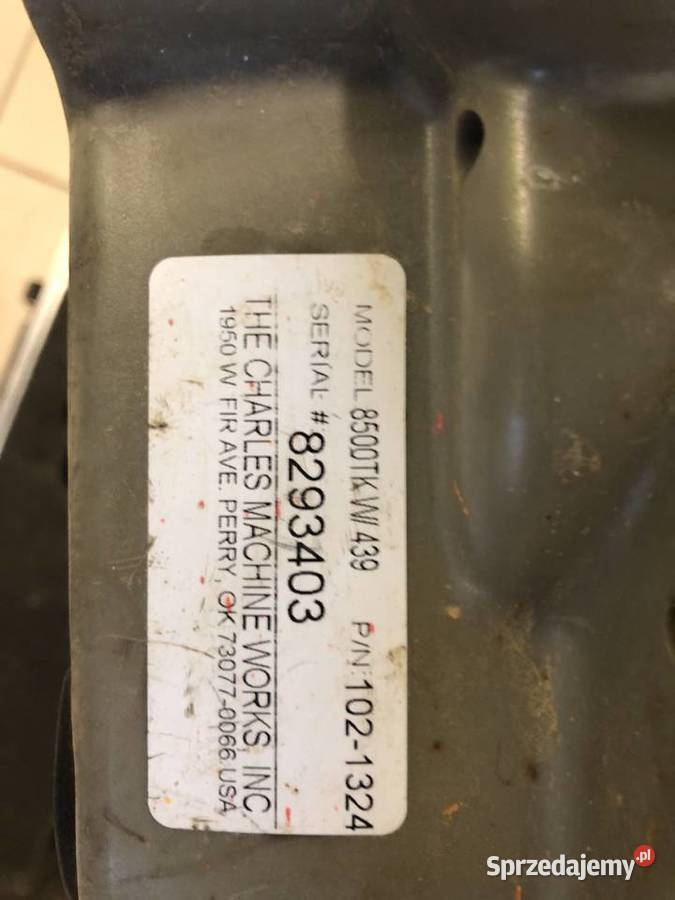 MODEL 8500TK W/ 439 P/N: 102-1324
SERIAL # 8293403
THE CHARLES MACHINE WORKS, INC.
1950 W FIR AVE. PERRY, OK 73077-0066 USA
Sprzedajemy.pl